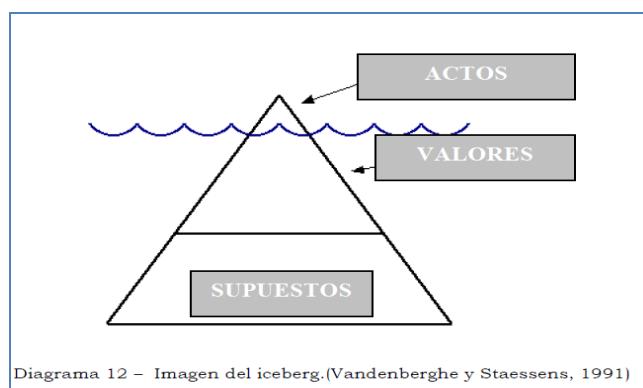 ACTOS
VALORES
SUPUESTOS
Diagrama 12 – Imagen del iceberg.(Vandenberghe y Staessens, 1991)